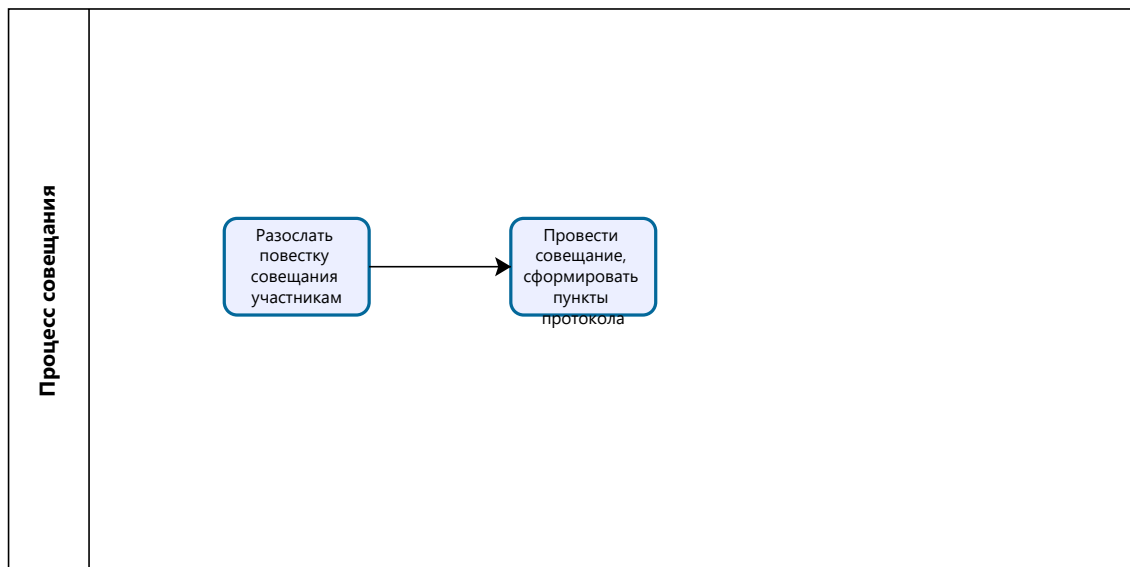 Процесс совещания
Разослать
повестку
совещания
участникам
Провести
совещание,
сформировать
пункты
протокола